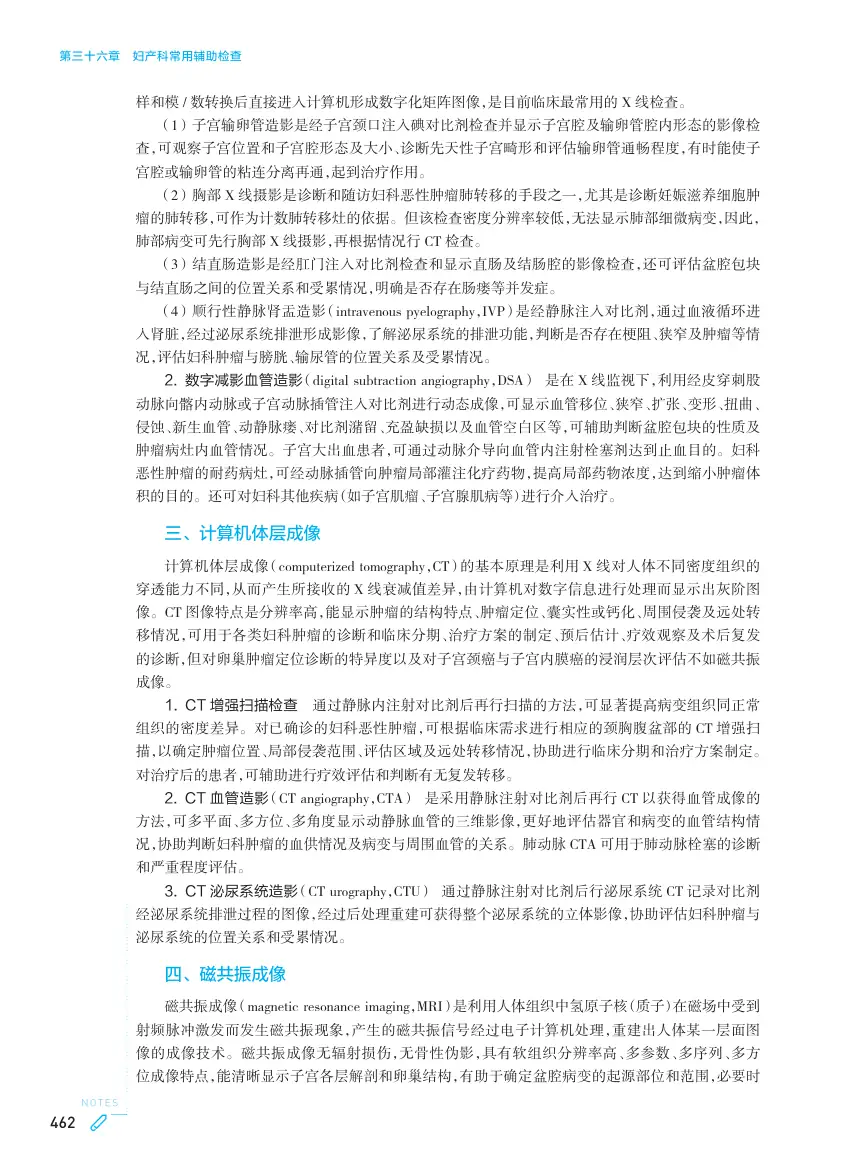 第三十六章 妇产科常用辅助检查
样和模/数转换后直接进入计算机形成数字化矩阵图像,是目前临床最常用的 X 线检查。
(1)子宫输卵管造影是经子宫颈口注入碘对比剂检查并显示子宫腔及输卵管腔内形态的影像检
查,可观察子宫位置和子宫腔形态及大小、诊断先天性子宫畸形和评估输卵管通畅程度,有时能使子
宫腔或输卵管的粘连分离再通,起到治疗作用。
(2)胸部 X 线摄影是诊断和随访妇科恶性肿瘤肺转移的手段之一,尤其是诊断妊娠滋养细胞肿
瘤的肺转移,可作为计数肺转移灶的依据。但该检查密度分辨率较低,无法显示肺部细微病变,因此,
肺部病变可先行胸部 X 线摄影,再根据情况行 CT 检查。
(3)结直肠造影是经肛门注入对比剂检查和显示直肠及结肠腔的影像检查,还可评估盆腔包块
与结直肠之间的位置关系和受累情况,明确是否存在肠瘘等并发症。
(4)顺行性静脉肾盂造影(intravenous pyelography,IVP)是经静脉注入对比剂,通过血液循环进
入肾脏,经过泌尿系统排泄形成影像,了解泌尿系统的排泄功能,判断是否存在梗阻、狭窄及肿瘤等情
况,评估妇科肿瘤与膀胱、输尿管的位置关系及受累情况。
2. 数字减影血管造影(digital subtraction angiography,DSA) 是在 X 线监视下,利用经皮穿刺股
动脉向髂内动脉或子宫动脉插管注入对比剂进行动态成像,可显示血管移位、狭窄、扩张、变形、扭曲、
侵蚀、新生血管、动静脉瘘、对比剂潴留、充盈缺损以及血管空白区等,可辅助判断盆腔包块的性质及
肿瘤病灶内血管情况。子宫大出血患者,可通过动脉介导向血管内注射栓塞剂达到止血目的。妇科
恶性肿瘤的耐药病灶,可经动脉插管向肿瘤局部灌注化疗药物,提高局部药物浓度,达到缩小肿瘤体
积的目的。还可对妇科其他疾病(如子宫肌瘤、子宫腺肌病等)进行介入治疗。
三、计算机体层成像
计算机体层成像(computerized tomography,CT)的基本原理是利用 X 线对人体不同密度组织的
穿透能力不同,从而产生所接收的 X 线衰减值差异,由计算机对数字信息进行处理而显示出灰阶图
像。CT 图像特点是分辨率高,能显示肿瘤的结构特点、肿瘤定位、囊实性或钙化、周围侵袭及远处转
移情况,可用于各类妇科肿瘤的诊断和临床分期、治疗方案的制定、预后估计、疗效观察及术后复发
的诊断,但对卵巢肿瘤定位诊断的特异度以及对子宫颈癌与子宫内膜癌的浸润层次评估不如磁共振
成像。
1. CT 增强扫描检查 通过静脉内注射对比剂后再行扫描的方法,可显著提高病变组织同正常
组织的密度差异。对已确诊的妇科恶性肿瘤,可根据临床需求进行相应的颈胸腹盆部的 CT 增强扫
描,以确定肿瘤位置、局部侵袭范围、评估区域及远处转移情况,协助进行临床分期和治疗方案制定。
对治疗后的患者,可辅助进行疗效评估和判断有无复发转移。
2. CT 血管造影(CT angiography,CTA) 是采用静脉注射对比剂后再行 CT 以获得血管成像的
方法,可多平面、多方位、多角度显示动静脉血管的三维影像,更好地评估器官和病变的血管结构情
况,协助判断妇科肿瘤的血供情况及病变与周围血管的关系。肺动脉 CTA 可用于肺动脉栓塞的诊断
和严重程度评估。
3. CT 泌尿系统造影(CT urography,CTU) 通过静脉注射对比剂后行泌尿系统 CT 记录对比剂
经泌尿系统排泄过程的图像,经过后处理重建可获得整个泌尿系统的立体影像,协助评估妇科肿瘤与
泌尿系统的位置关系和受累情况。
四、磁共振成像
磁共振成像(magnetic resonance imaging,MRI)是利用人体组织中氢原子核(质子)在磁场中受到
射频脉冲激发而发生磁共振现象,产生的磁共振信号经过电子计算机处理,重建出人体某一层面图
像的成像技术。磁共振成像无辐射损伤,无骨性伪影,具有软组织分辨率高、多参数、多序列、多方
位成像特点,能清晰显示子宫各层解剖和卵巢结构,有助于确定盆腔病变的起源部位和范围,必要时
NOTES
462